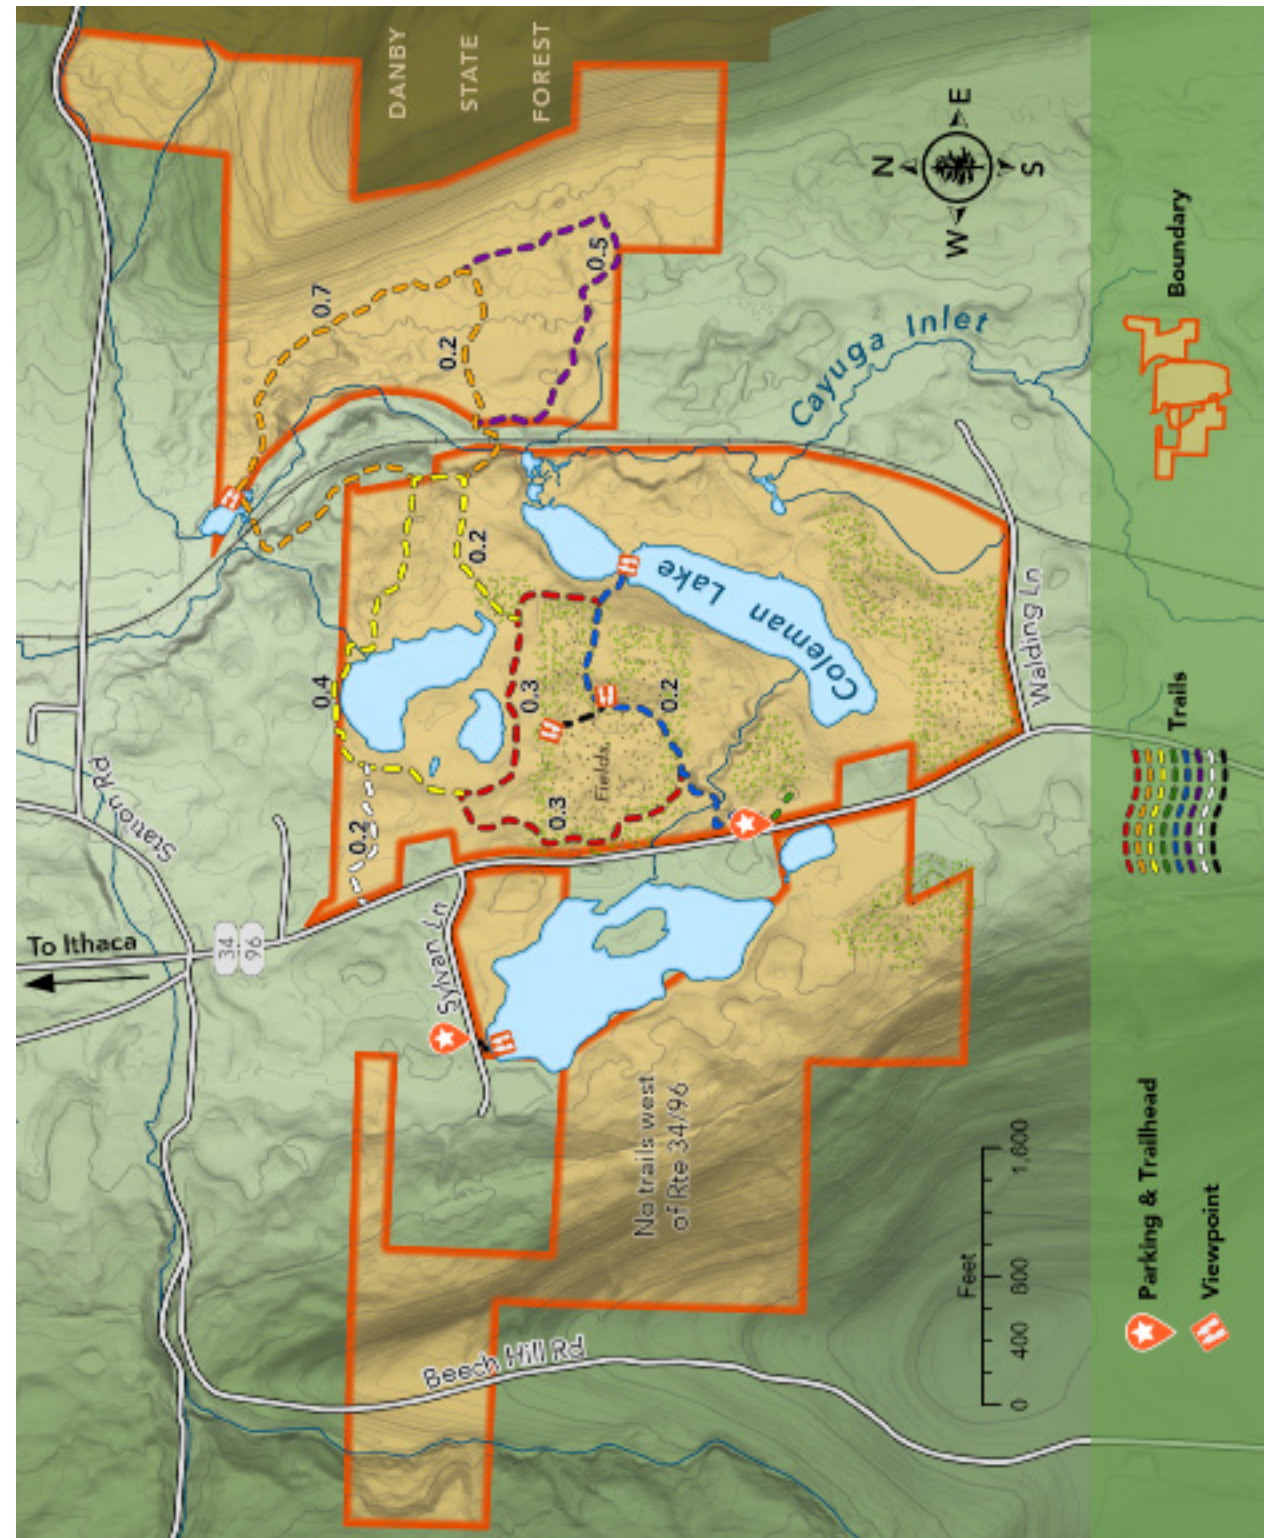 To Ithaca
34
96
Station Rd
DANBY
STATE
FOREST
0.7
0.2
0.5
0.4
0.2
0.2
0.3
0.3
0.2
Fields
Sylvan Ln
Coleman Lake
Cayuga Inlet
Walding Ln
N
W
E
S
No trails west
of Rte 34/96
Beech Hill Rd
Feet
0 400 800 1,600
Parking & Trailhead
Viewpoint
Trails
Boundary